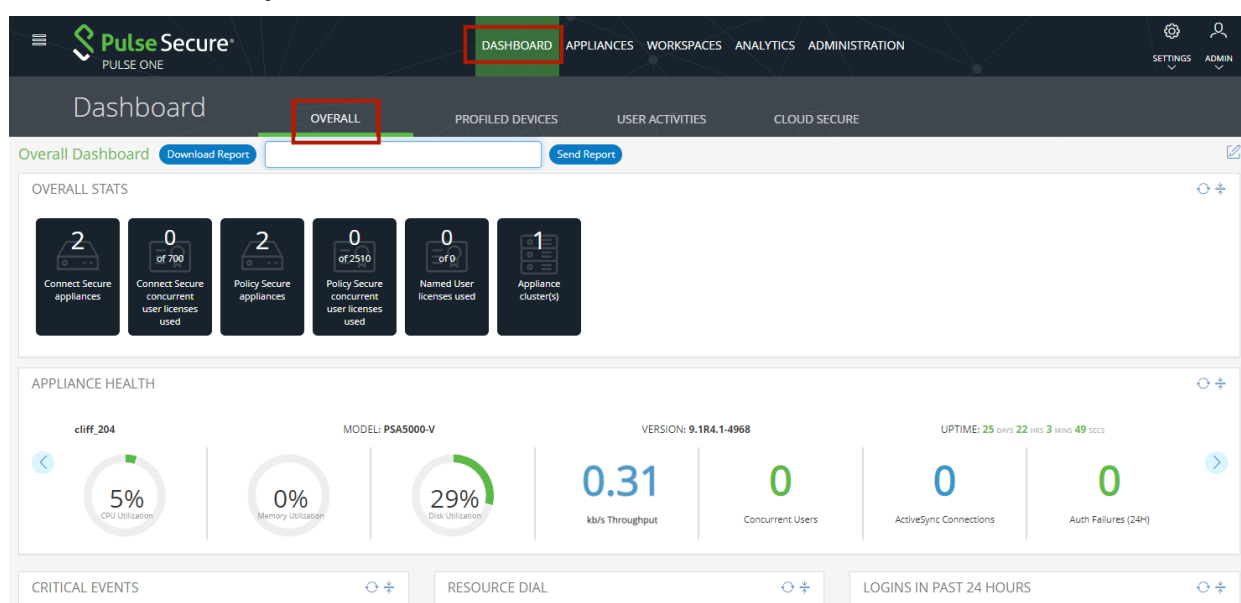 Pulse Secure
PULSE ONE
DASHBOARD APPLIANCES WORKSPACES ANALYTICS ADMINISTRATION
SETTINGS ADMIN
Dashboard
OVERALL PROFILED DEVICES USER ACTIVITIES CLOUD SECURE
Overall Dashboard Download Report Send Report
OVERALL STATS
2
Connect Secure
appliances
0
of 700
Connect Secure
concurrent
user licenses
used
2
Policy Secure
appliances
0
of 2510
Policy Secure
concurrent
user licenses
used
0
of 0
Named User
licenses used
1
Appliance
cluster(s)
APPLIANCE HEALTH
cliff_204 MODEL: PSA5000-V VERSION: 9.1R4.1-4968 UPTIME: 25 DAYS 22 HRS 3 MINS 49 SECS
5%
CPU Utilization
0%
Memory Utilization
29%
Disk Utilization
0.31
kb/s Throughput
0
Concurrent Users
0
ActiveSync Connections
0
Auth Failures (24H)
CRITICAL EVENTS RESOURCE DIAL LOGINS IN PAST 24 HOURS